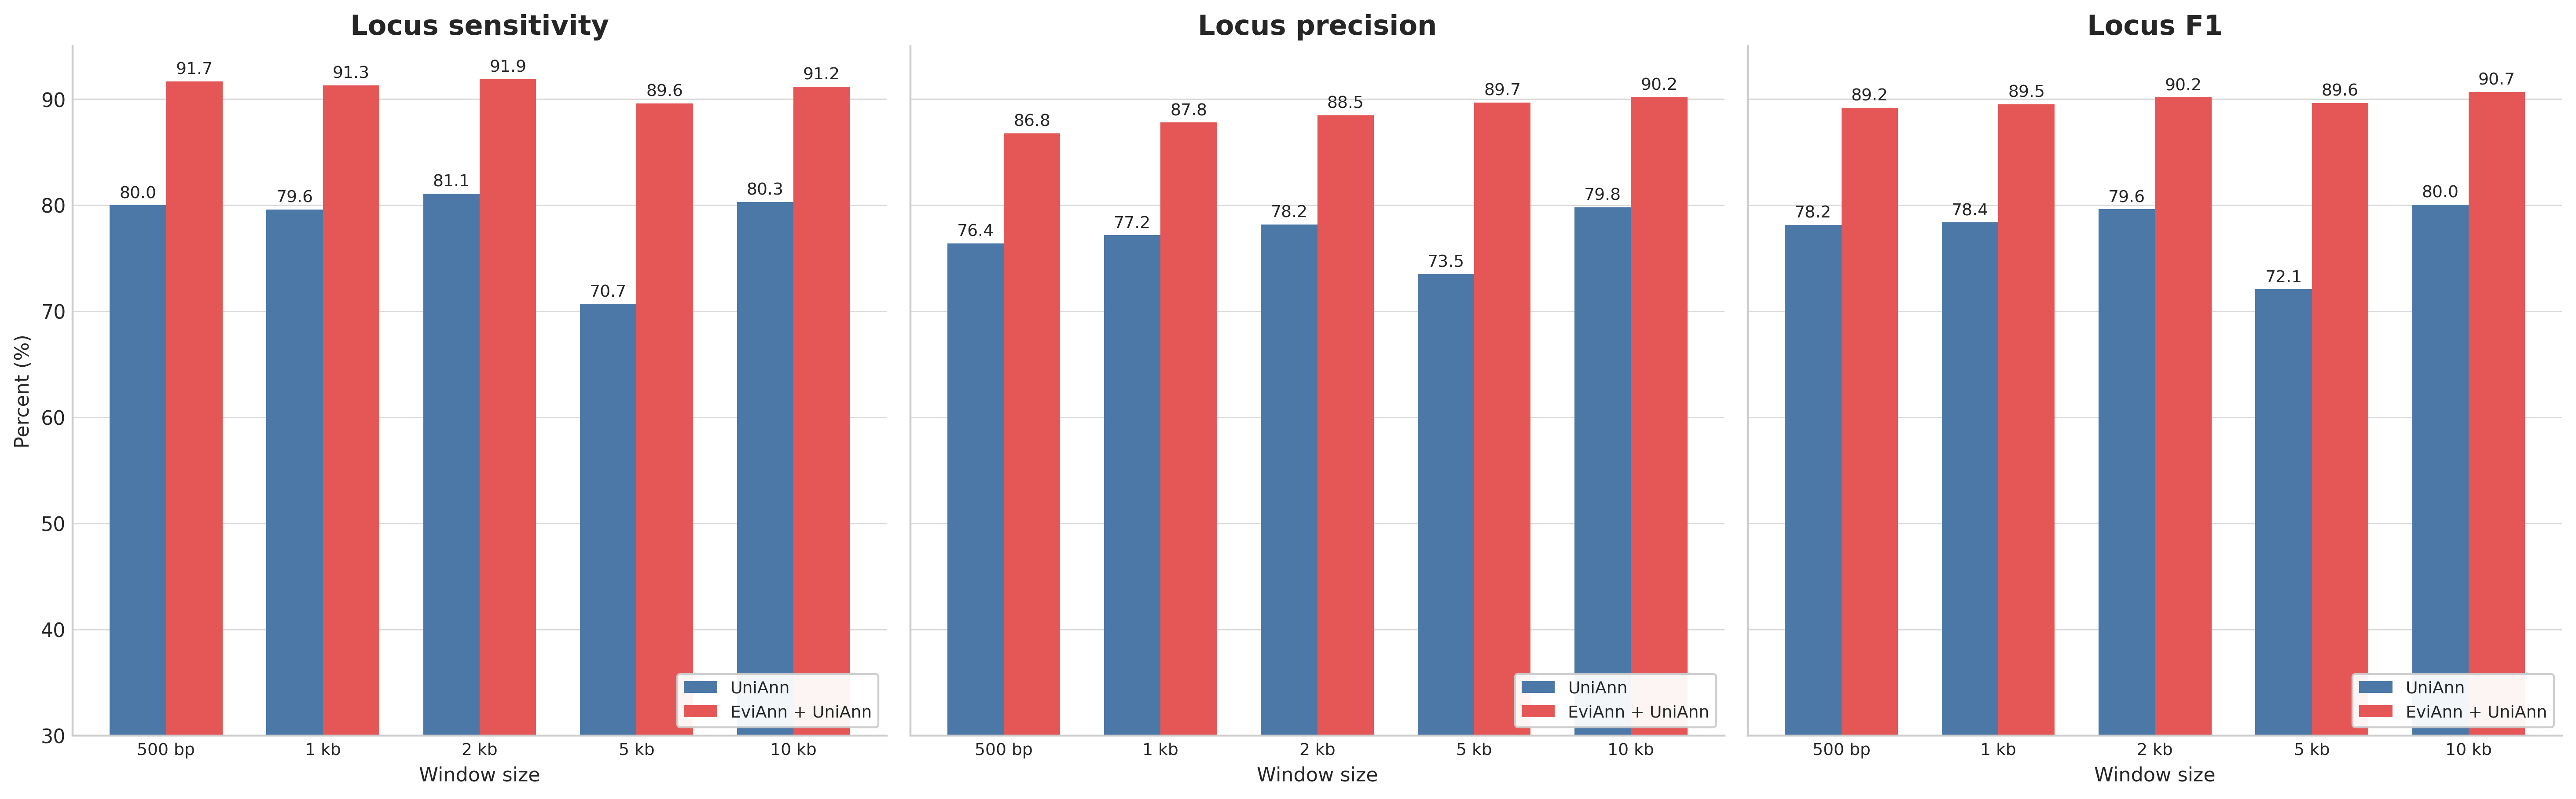 Locus sensitivity
Locus precision
Locus F1
Percent (%)
90
80
70
60
50
40
30
91.7
91.3
91.9
89.6
91.2
80.0
79.6
81.1
70.7
80.3
500 bp
1 kb
2 kb
5 kb
10 kb
Window size
UniAnn
EviAnn + UniAnn
86.8
87.8
88.5
89.7
90.2
76.4
77.2
78.2
73.5
79.8
500 bp
1 kb
2 kb
5 kb
10 kb
Window size
UniAnn
EviAnn + UniAnn
89.2
89.5
90.2
89.6
90.7
78.2
78.4
79.6
72.1
80.0
500 bp
1 kb
2 kb
5 kb
10 kb
Window size
UniAnn
EviAnn + UniAnn